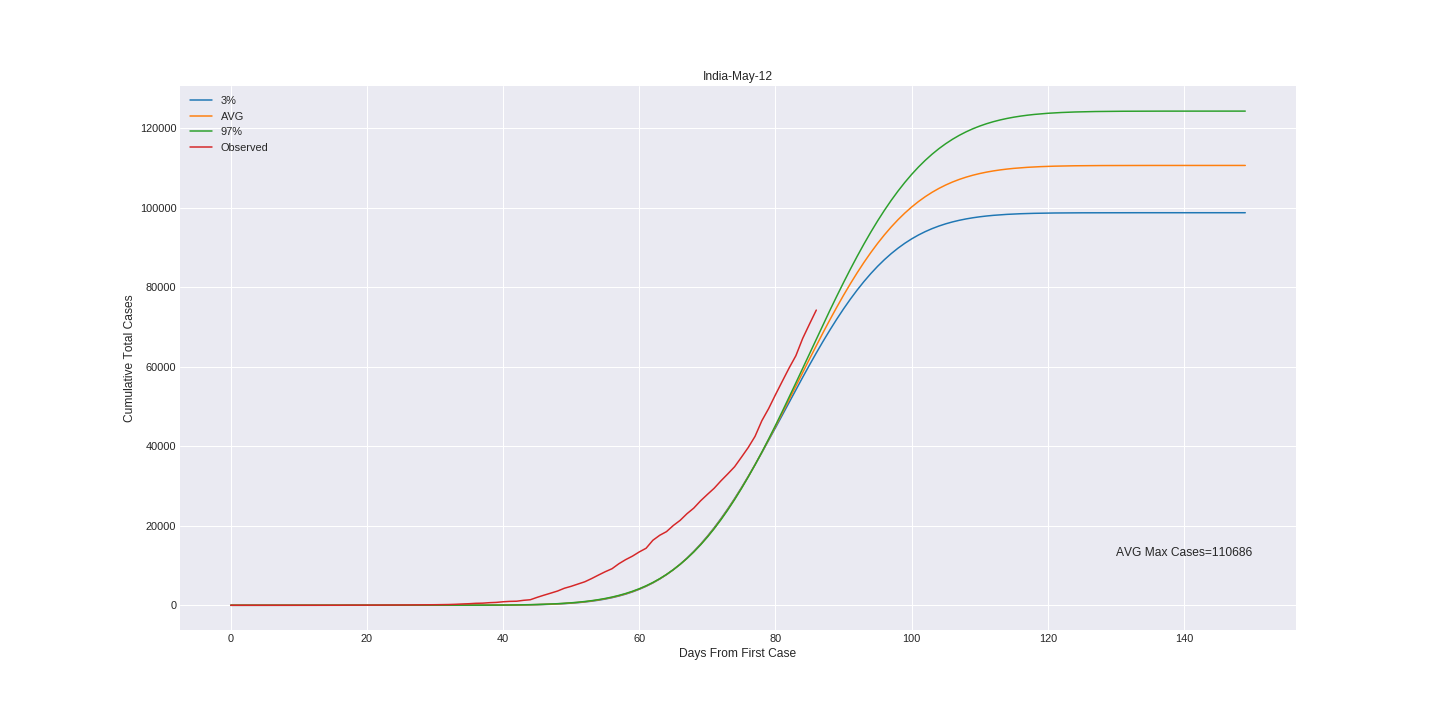 India-May-12
3%
AVG
97%
Observed
120000
100000
80000
60000
40000
20000
0
Cumulative Total Cases
AVG Max Cases=110686
0 20 40 60 80 100 120 140
Days From First Case